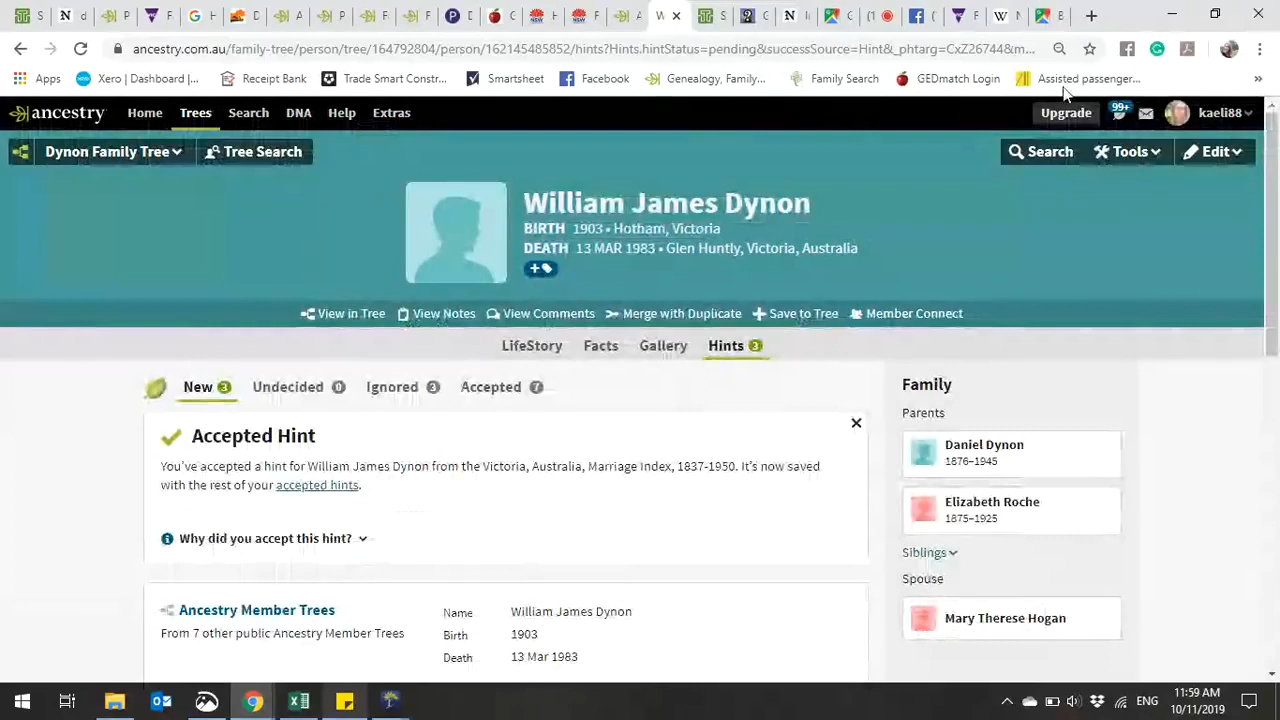 ancestry.com.au/family-tree/person/tree/164792804/person/162145485852/hints?Hints.hintStatus=pending&successSource=Hint&_phtarg=CxZ26744&m...
Apps Xero | Dashboard |... Receipt Bank Trade Smart Constr... Smartsheet Facebook Genealogy, Family... Family Search GEDmatch Login Assisted passenger... »
ancestry Home Trees Search DNA Help Extras Upgrade 99+ kaeli88
Dynon Family Tree Tree Search Search Tools Edit
William James Dynon
BIRTH 1903 • Hotham, Victoria
DEATH 13 MAR 1983 • Glen Huntly, Victoria, Australia
View in Tree View Notes View Comments Merge with Duplicate Save to Tree Member Connect
LifeStory Facts Gallery Hints 3
New 3 Undecided 0 Ignored 3 Accepted 7
Accepted Hint
You've accepted a hint for William James Dynon from the Victoria, Australia, Marriage Index, 1837-1950. It's now saved
with the rest of your accepted hints.
Why did you accept this hint?
Ancestry Member Trees
From 7 other public Ancestry Member Trees
Name William James Dynon
Birth 1903
Death 13 Mar 1983
Family
Parents
Daniel Dynon
1876–1945
Elizabeth Roche
1875–1925
Siblings
Spouse
Mary Therese Hogan
ENG
11:59 AM
10/11/2019